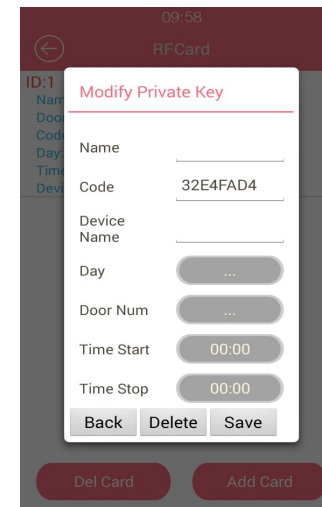 09:58
RFCard
ID:1
Modify Private Key
Name
Code 32E4FAD4
Device
Name
Day ...
Door Num ...
Time Start 00:00
Time Stop 00:00
Back Delete Save
Del Card Add Card